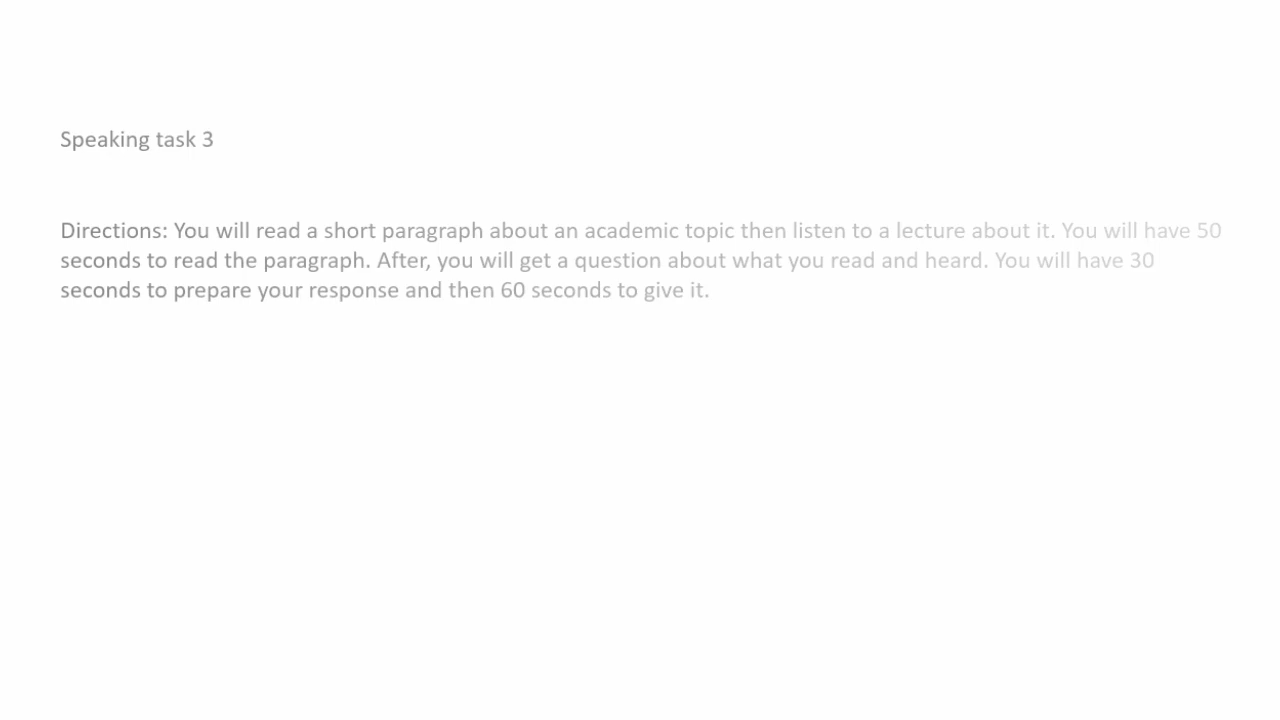 Speaking task 3
Directions: You will read a short paragraph about an academic topic then listen to a lecture about it. You will have 50
seconds to read the paragraph. After, you will get a question about what you read and heard. You will have 30
seconds to prepare your response and then 60 seconds to give it.